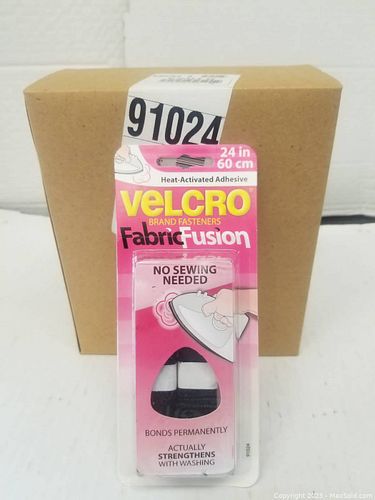 91024
24 in
60 cm
Heat-Activated Adhesive
VELCRO®
BRAND FASTENERS
FabricFusion
NO SEWING
NEEDED
BONDS PERMANENTLY
ACTUALLY
STRENGTHENS
WITH WASHING
91024
Copyright 2023 - MaxSold.com